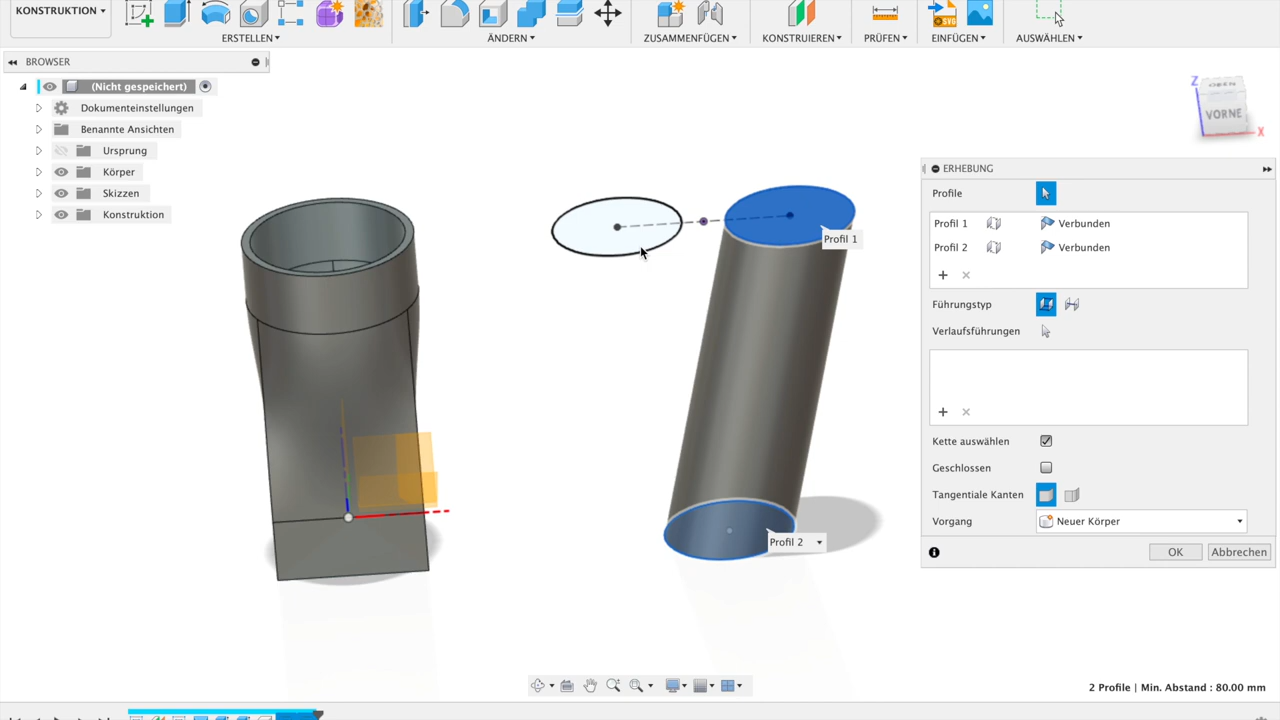 KONSTRUKTION
ERSTELLEN
ÄNDERN
ZUSAMMENFÜGEN
KONSTRUIEREN
PRÜFEN
EINFÜGEN
AUSWÄHLEN
BROWSER
(Nicht gespeichert)
Dokumenteinstellungen
Benannte Ansichten
Ursprung
Körper
Skizzen
Konstruktion
Z
OBEN
VORNE
X
Profil 1
Profil 2
ERHEBUNG
Profile
Profil 1 Verbunden
Profil 2 Verbunden
Führungstyp
Verlaufsführungen
Kette auswählen
Geschlossen
Tangentiale Kanten
Vorgang Neuer Körper
OK Abbrechen
2 Profile | Min. Abstand : 80.00 mm